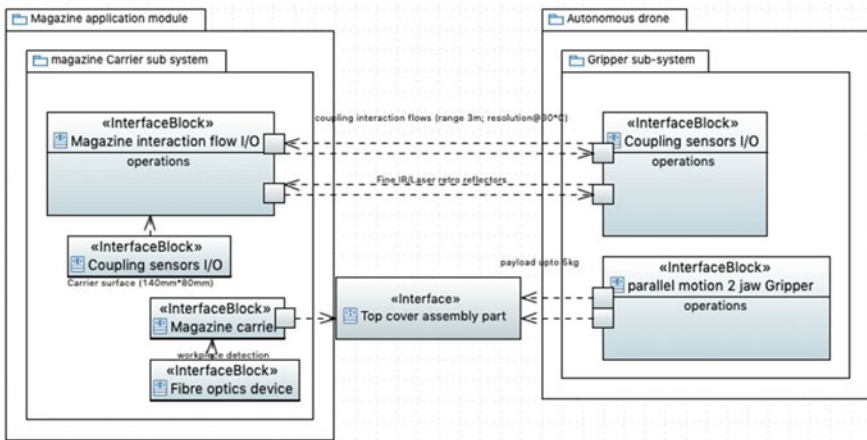 Magazine application module
magazine Carrier sub system
«InterfaceBlock»
Magazine interaction flow I/O
operations
«InterfaceBlock»
Coupling sensors I/O
Carrier surface (140mm*80mm)
«InterfaceBlock»
Magazine carrier
workpiece detection
«InterfaceBlock»
Fibre optics device
coupling interaction flows (range 3m; resolution@30°C)
Fine IR/Laser retro reflectors
payload upto 5kg
«Interface»
Top cover assembly part
Autonomous drone
Gripper sub-system
«InterfaceBlock»
Coupling sensors I/O
operations
«InterfaceBlock»
parallel motion 2 jaw Gripper
operations